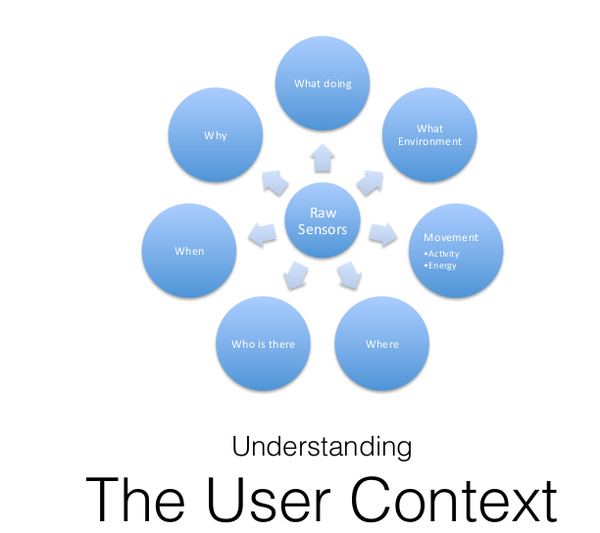 What doing
What
Environment
Why
Raw
Sensors
Movement
•Activity
•Energy
When
Who is there
Where
Understanding
The User Context